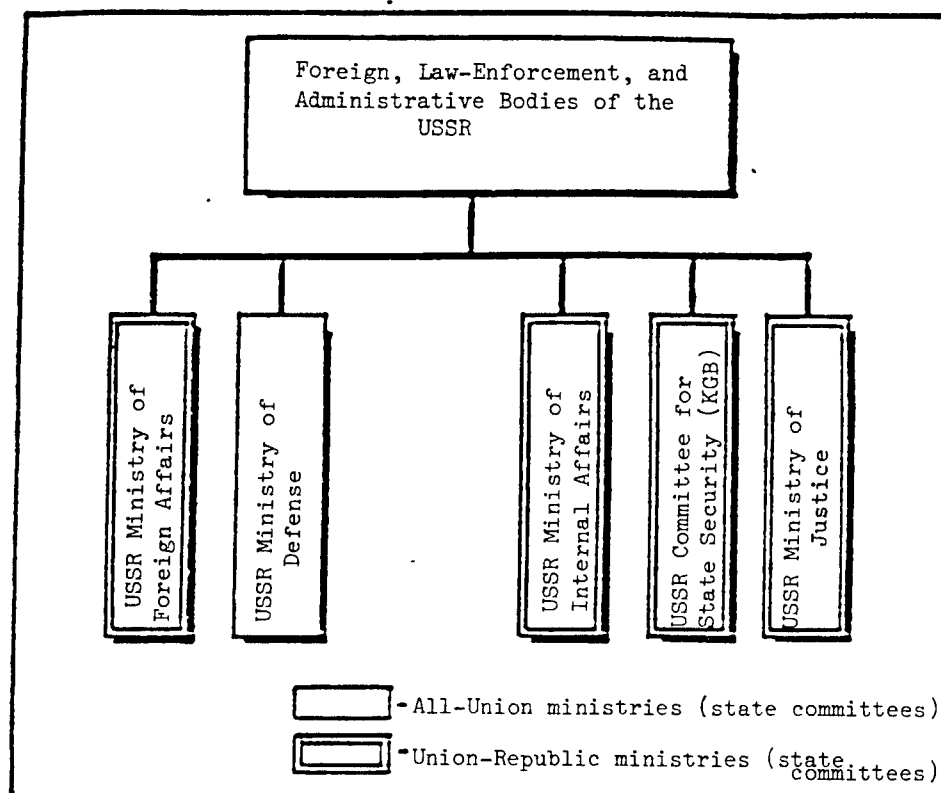 Foreign, Law-Enforcement, and
Administrative Bodies of the
USSR
USSR Ministry of
Foreign Affairs
USSR Ministry of
Defense
USSR Ministry of
Internal Affairs
USSR Committee for
State Security (KGB)
USSR Ministry of
Justice
-All-Union ministries (state committees)
-Union-Republic ministries (state
committees)